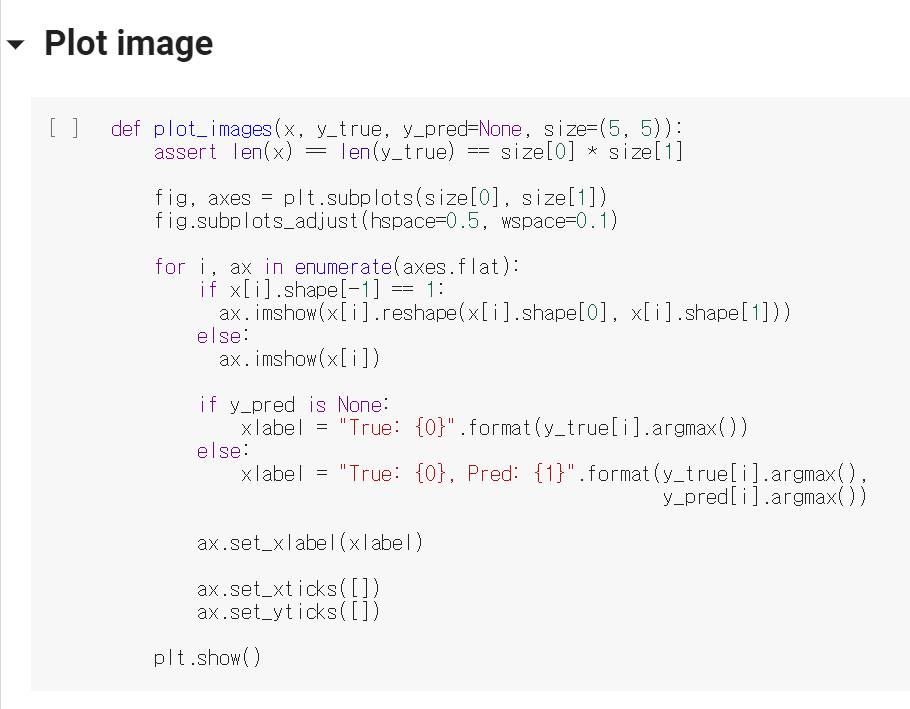 Plot image
[ ] def plot_images(x, y_true, y_pred=None, size=(5, 5)):
assert len(x) == len(y_true) == size[0] * size[1]
fig, axes = plt.subplots(size[0], size[1])
fig.subplots_adjust(hspace=0.5, wspace=0.1)
for i, ax in enumerate(axes.flat):
if x[i].shape[-1] == 1:
ax.imshow(x[i].reshape(x[i].shape[0], x[i].shape[1]))
else:
ax.imshow(x[i])
if y_pred is None:
xlabel = "True: {0}".format(y_true[i].argmax())
else:
xlabel = "True: {0}, Pred: {1}".format(y_true[i].argmax(),
y_pred[i].argmax())
ax.set_xlabel(xlabel)
ax.set_xticks([])
ax.set_yticks([])
plt.show()